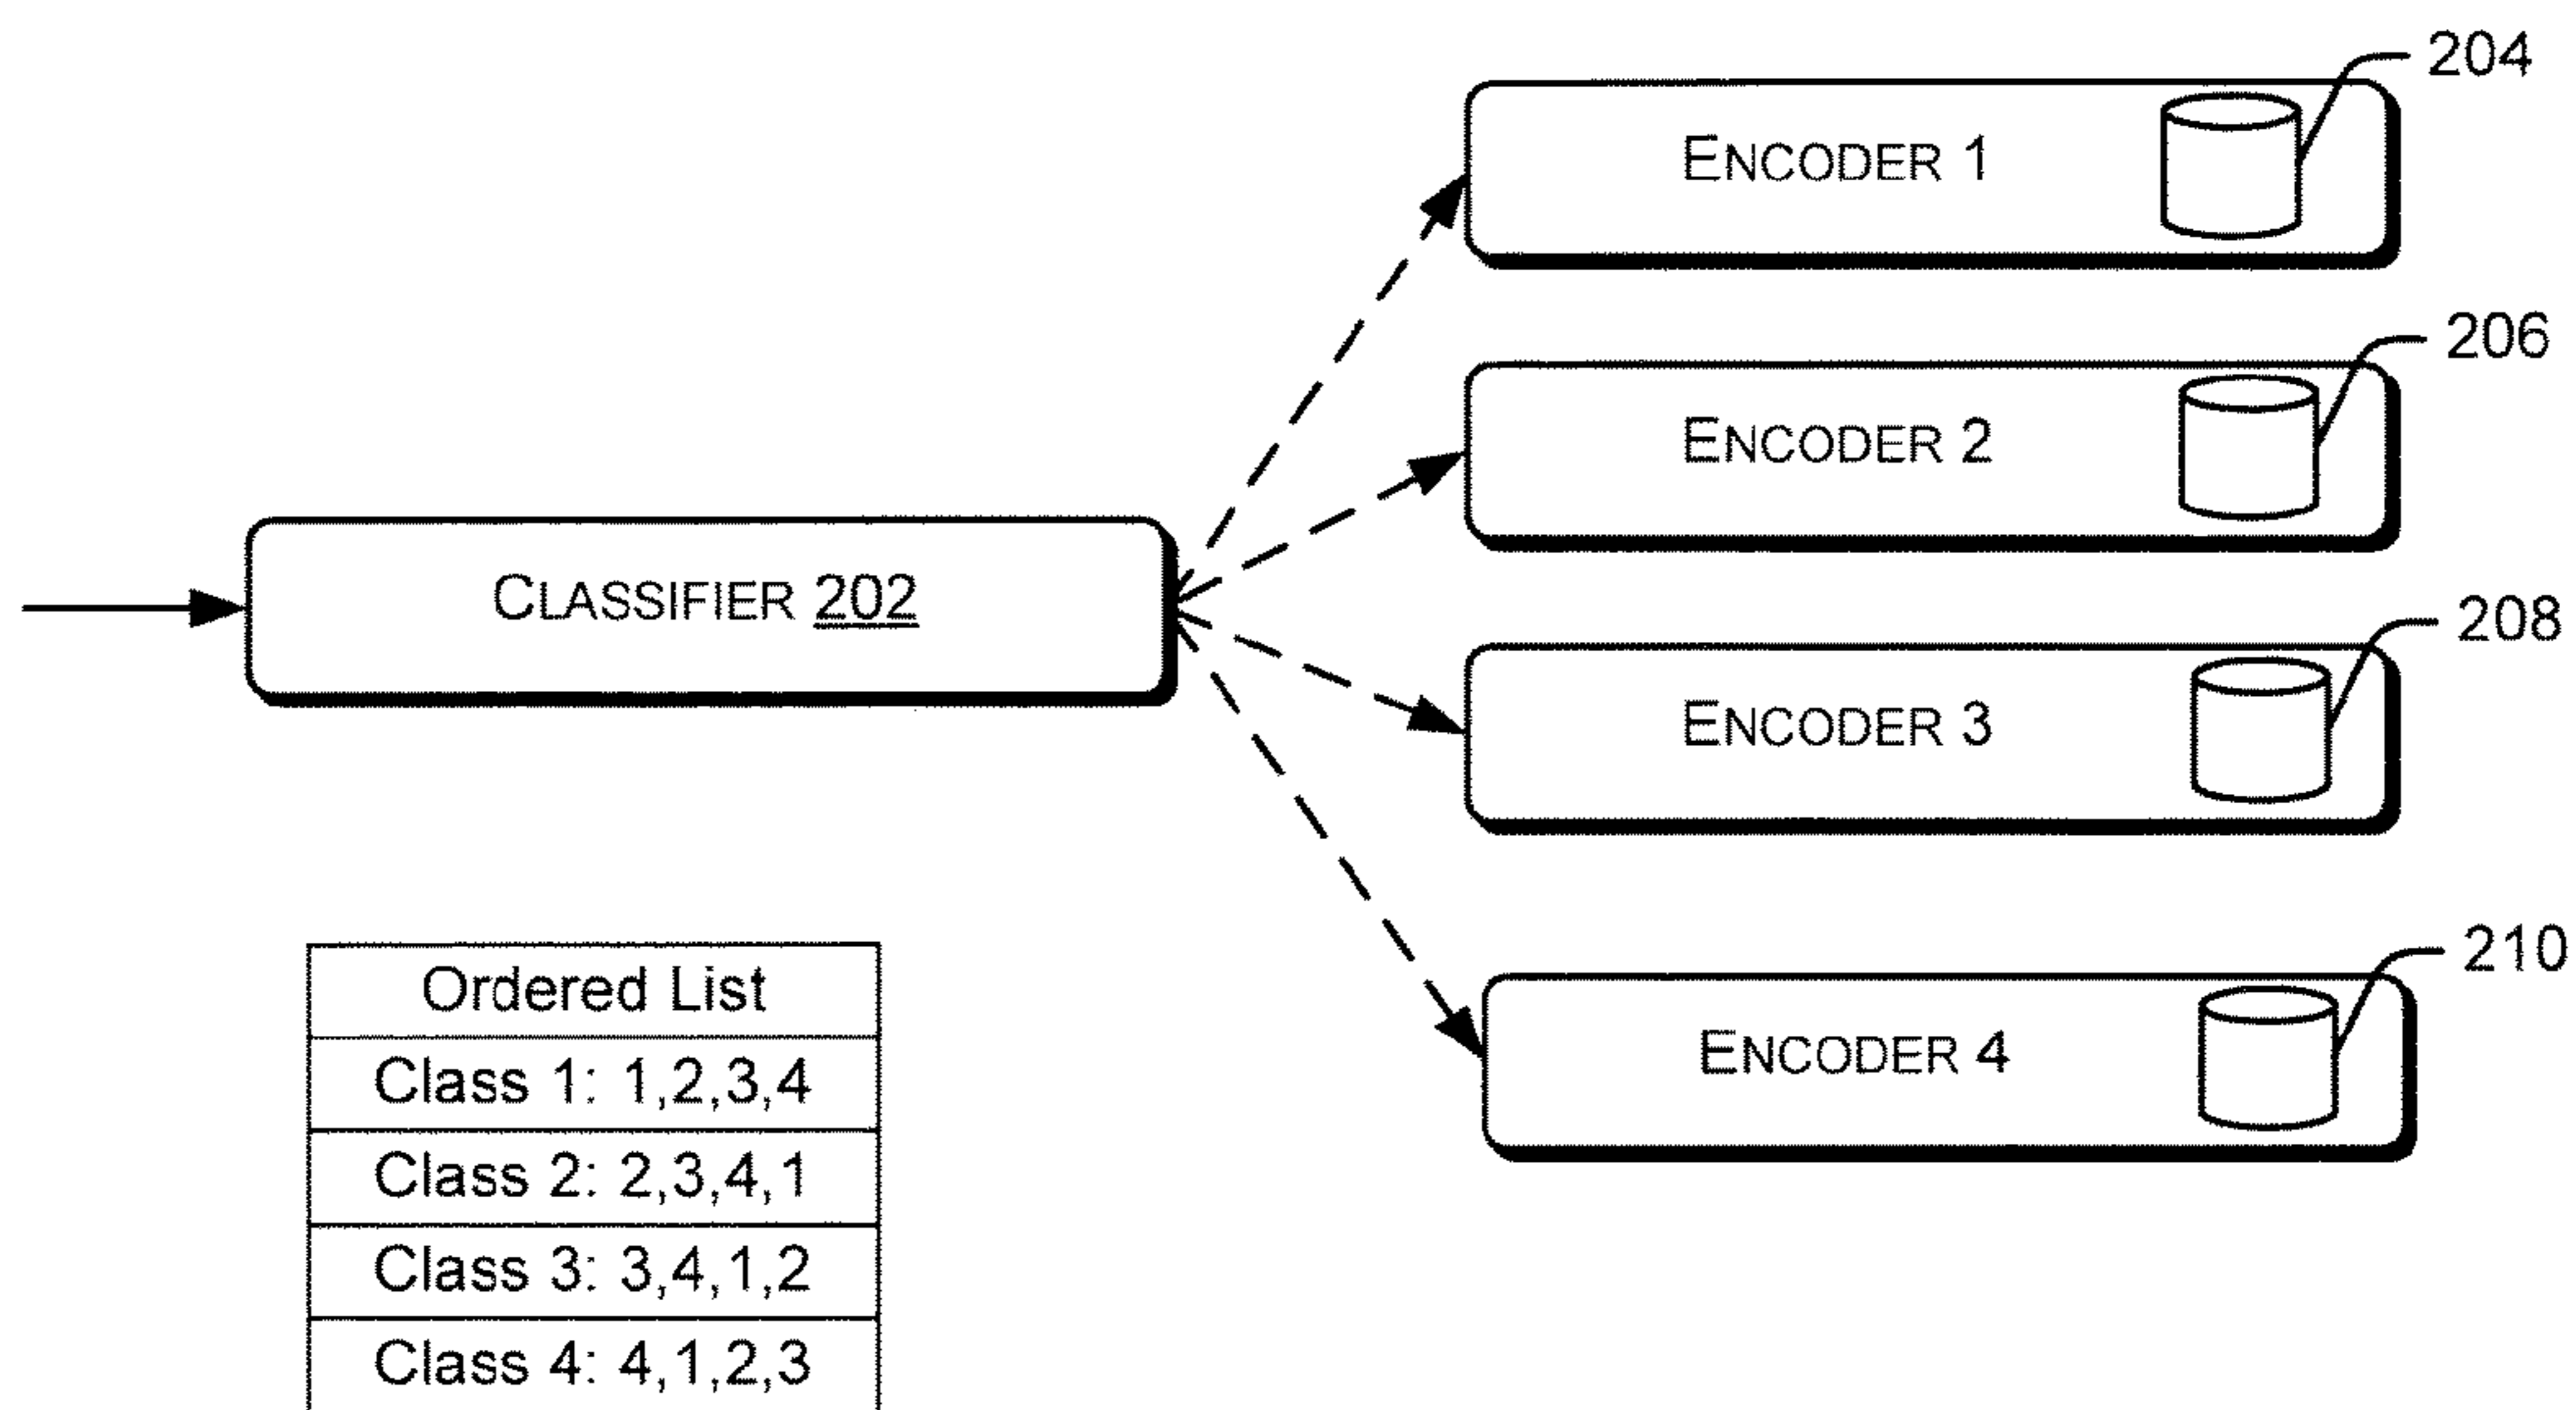 204
ENCODER 1
206
ENCODER 2
CLASSIFIER 202
208
ENCODER 3
210
ENCODER 4
Ordered List
Class 1: 1,2,3,4
Class 2: 2,3,4,1
Class 3: 3,4,1,2
Class 4: 4,1,2,3